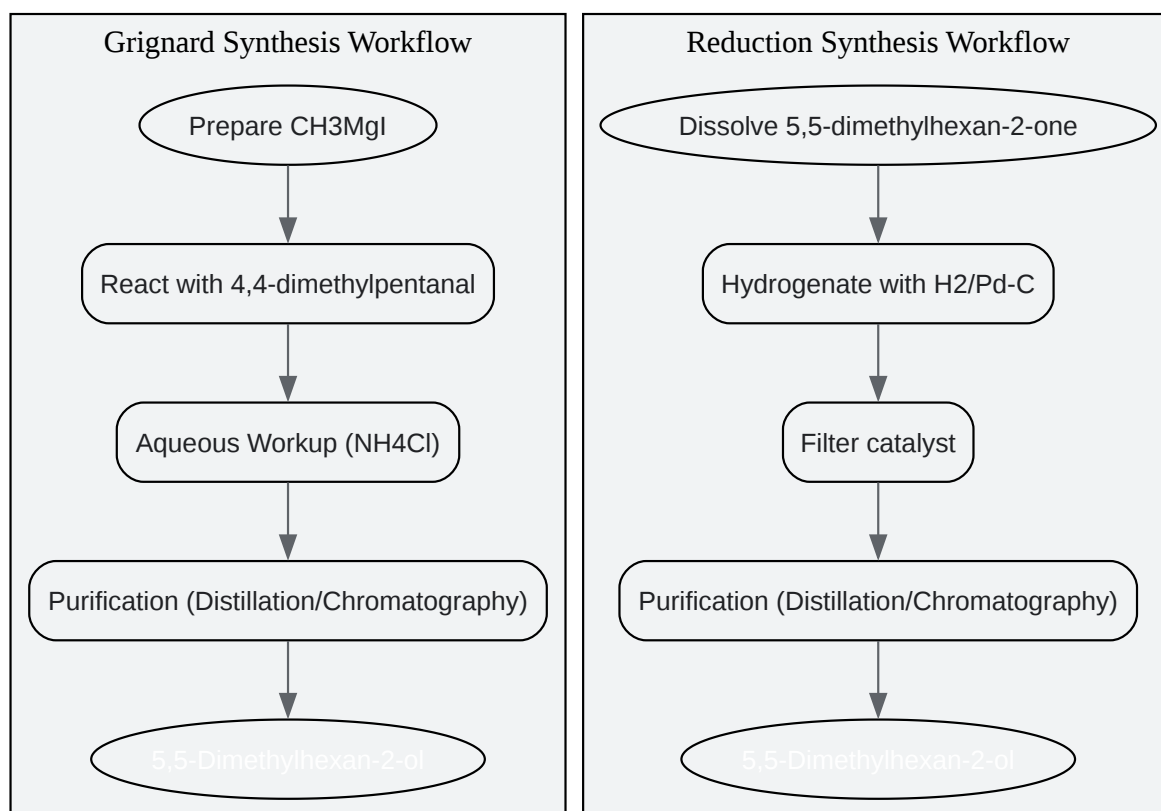 Grignard Synthesis Workflow
Prepare CH3MgI
React with 4,4-dimethylpentanal
Aqueous Workup (NH4Cl)
Purification (Distillation/Chromatography)
5,5-Dimethylhexan-2-ol
Reduction Synthesis Workflow
Dissolve 5,5-dimethylhexan-2-one
Hydrogenate with H2/Pd-C
Filter catalyst
Purification (Distillation/Chromatography)
5,5-Dimethylhexan-2-ol